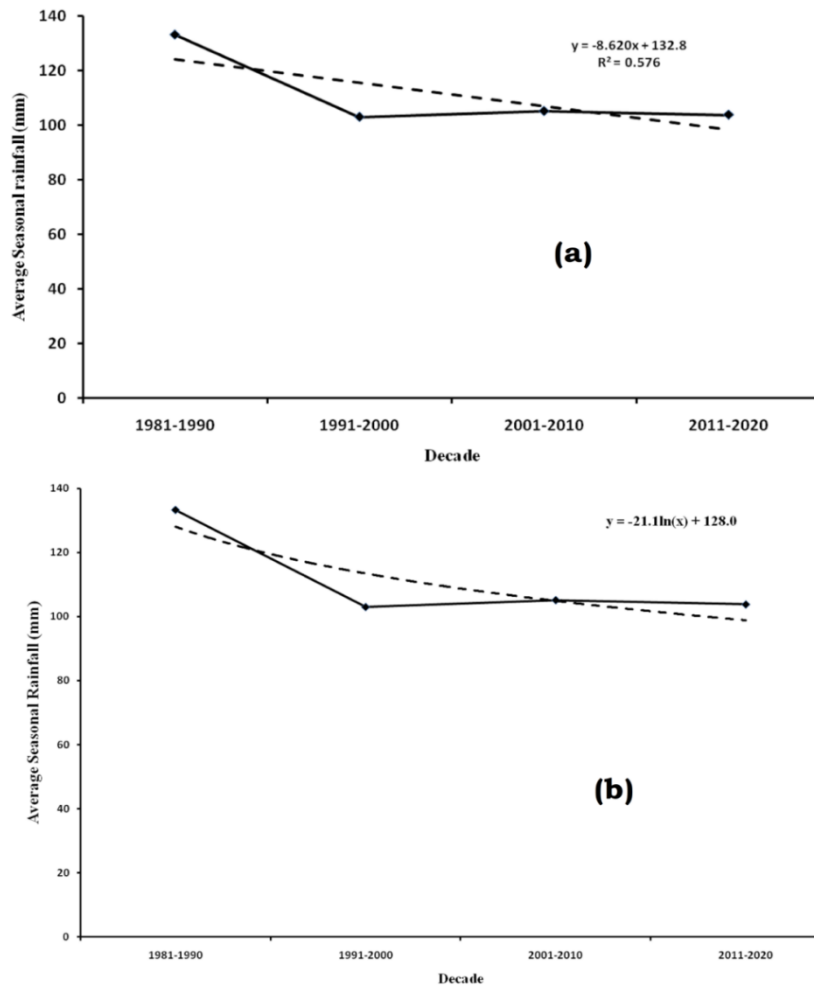 140
y = -8.620x + 132.8
R² = 0.576
120
100
80
60
40
20
0
Average Seasonal rainfall (mm)
(a)
1981-1990 1991-2000 2001-2010 2011-2020
Decade
140
y = -21.1ln(x) + 128.0
120
100
80
60
40
20
0
Average Seasonal Rainfall (mm)
(b)
1981-1990 1991-2000 2001-2010 2011-2020
Decade